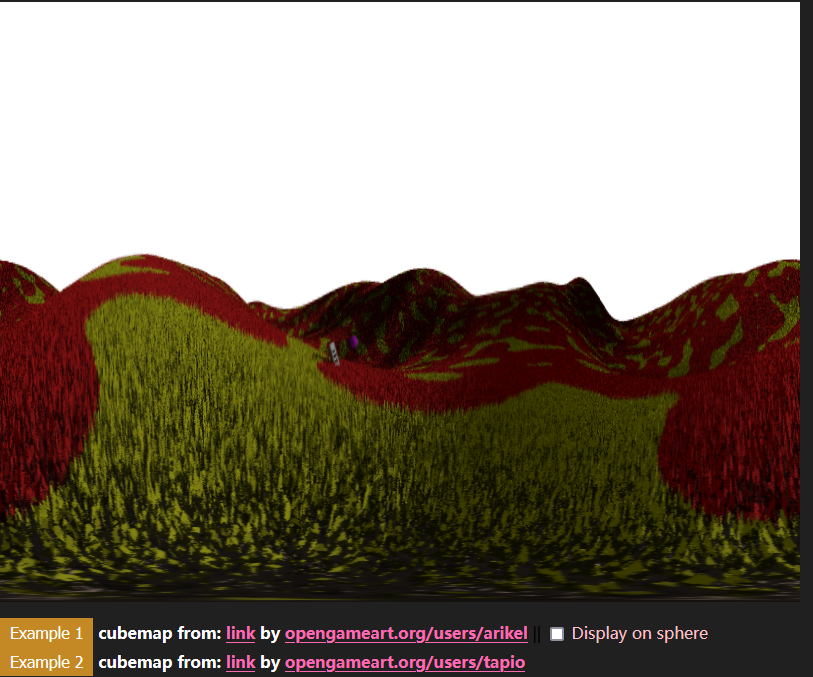 Example 1 cubemap from: link by opengameart.org/users/arikel || Display on sphere
Example 2 cubemap from: link by opengameart.org/users/tapio